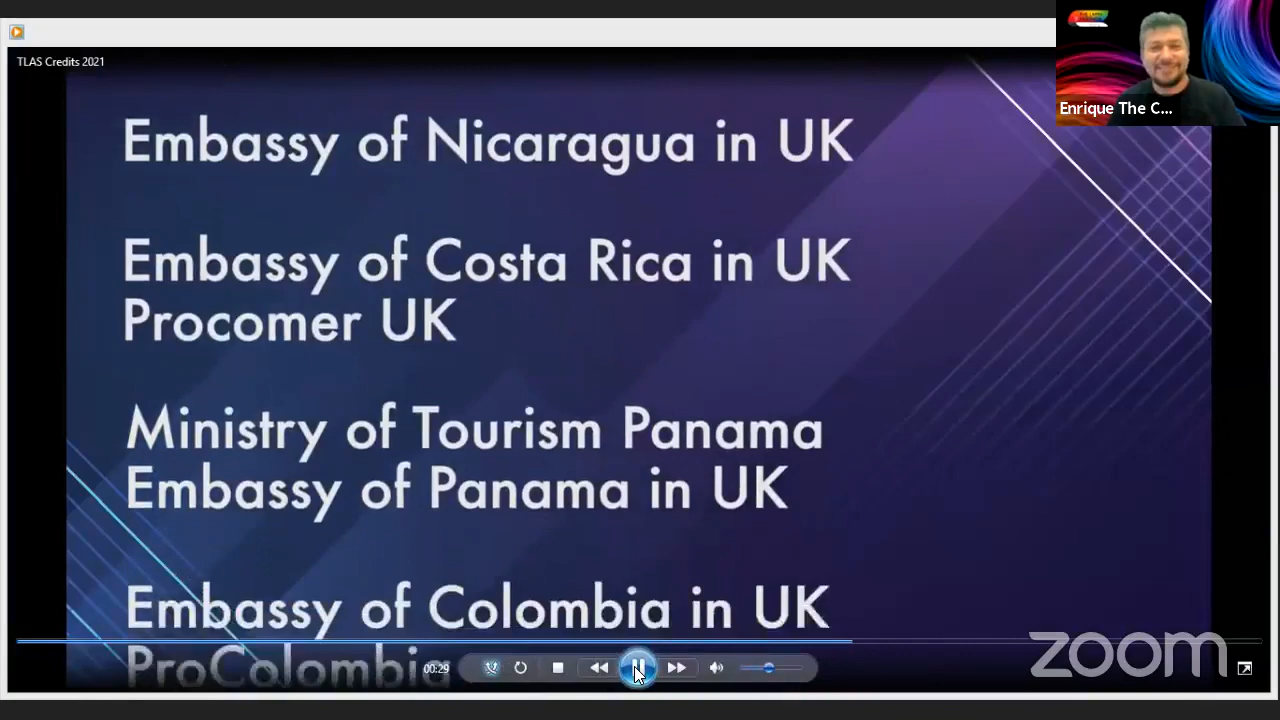 TLAS Credits 2021
Enrique The C...
Embassy of Nicaragua in UK
Embassy of Costa Rica in UK
Procomer UK
Ministry of Tourism Panama
Embassy of Panama in UK
Embassy of Colombia in UK
ProColombia
00:29
zoom